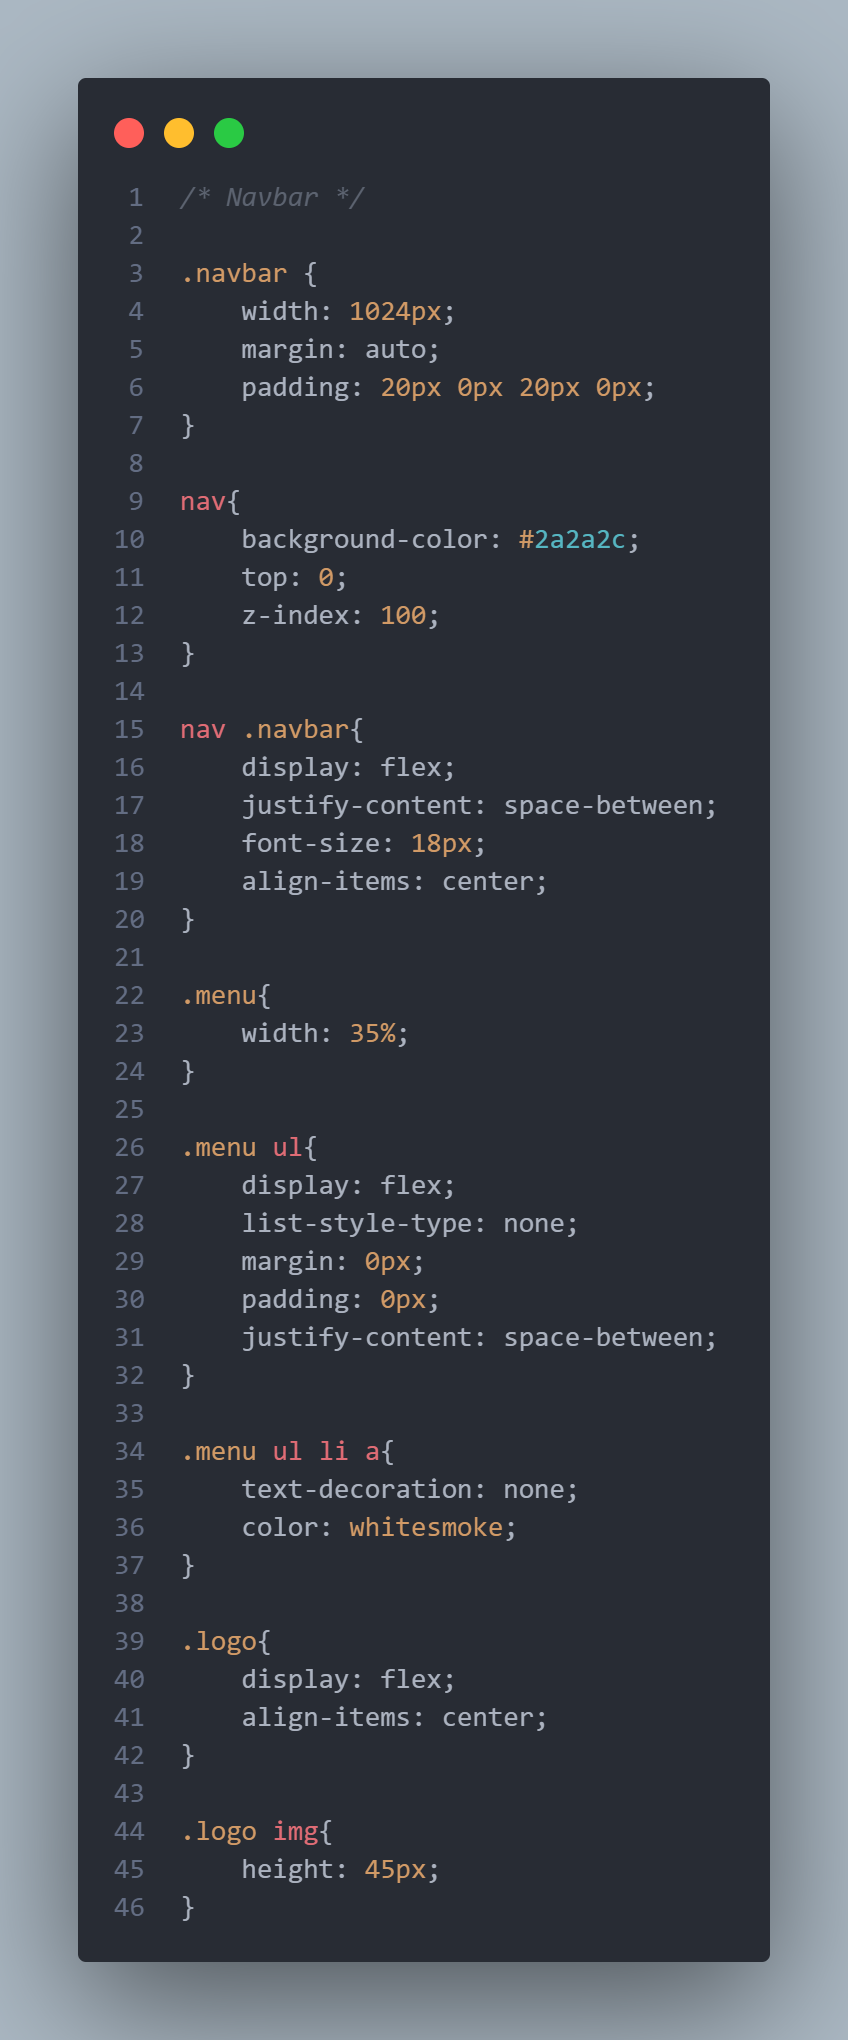 1 /* Navbar */
2
3 .navbar {
4     width: 1024px;
5     margin: auto;
6     padding: 20px 0px 20px 0px;
7 }
8
9 nav{
10     background-color: #2a2a2c;
11     top: 0;
12     z-index: 100;
13 }
14
15 nav .navbar{
16     display: flex;
17     justify-content: space-between;
18     font-size: 18px;
19     align-items: center;
20 }
21
22 .menu{
23     width: 35%;
24 }
25
26 .menu ul{
27     display: flex;
28     list-style-type: none;
29     margin: 0px;
30     padding: 0px;
31     justify-content: space-between;
32 }
33
34 .menu ul li a{
35     text-decoration: none;
36     color: whitesmoke;
37 }
38
39 .logo{
40     display: flex;
41     align-items: center;
42 }
43
44 .logo img{
45     height: 45px;
46 }